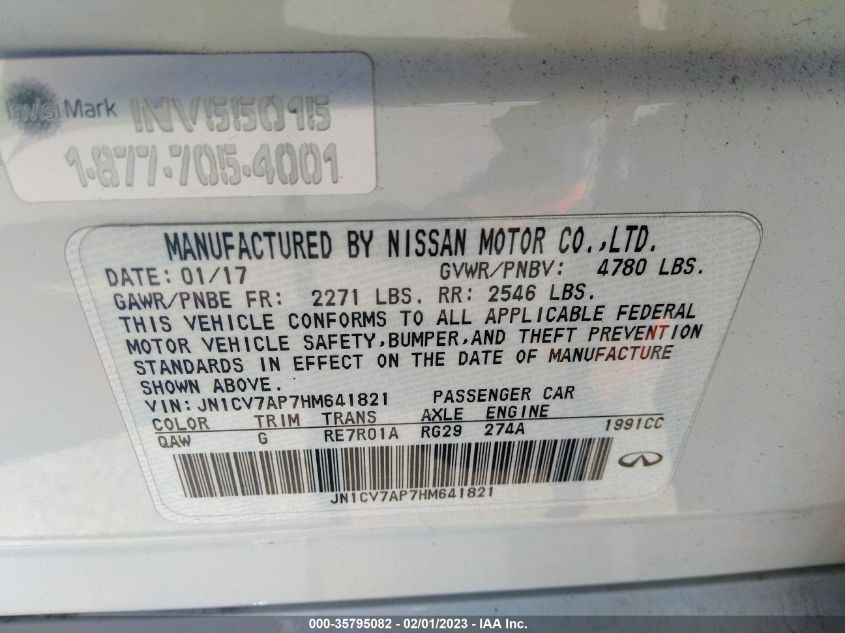 InvisiMark INV55015
1-877-705-4001
MANUFACTURED BY NISSAN MOTOR CO.,LTD.
DATE: 01/17 GVWR/PNBV: 4780 LBS.
GAWR/PNBE FR: 2271 LBS. RR: 2546 LBS.
THIS VEHICLE CONFORMS TO ALL APPLICABLE FEDERAL
MOTOR VEHICLE SAFETY,BUMPER,AND THEFT PREVENTION
STANDARDS IN EFFECT ON THE DATE OF MANUFACTURE
SHOWN ABOVE.
VIN:JN1CV7AP7HM641821 PASSENGER CAR
COLOR TRIM TRANS AXLE ENGINE
QAW G RE7R01A RG29 274A 1991CC
JN1CV7AP7HM641821
000-35795082 - 02/01/2023 - IAA Inc.